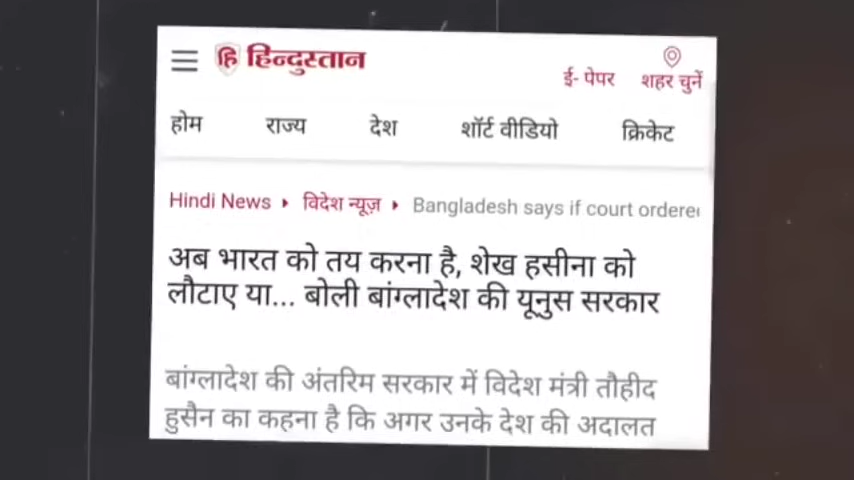 हि हिन्दुस्तान
ई- पेपर शहर चुनें
होम राज्य देश शॉर्ट वीडियो क्रिकेट
Hindi News विदेश न्यूज़ Bangladesh says if court ordered
अब भारत को तय करना है, शेख हसीना को
लौटाए या... बोली बांग्लादेश की यूनुस सरकार
बांग्लादेश की अंतरिम सरकार में विदेश मंत्री तौहीद
हुसैन का कहना है कि अगर उनके देश की अदालत